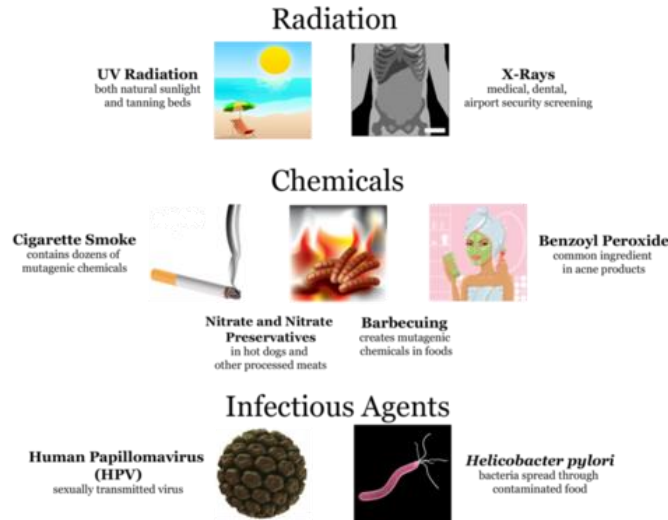 Radiation
UV Radiation
both natural sunlight
and tanning beds
X-Rays
medical, dental,
airport security screening
Chemicals
Cigarette Smoke
contains dozens of
mutagenic chemicals
Benzoyl Peroxide
common ingredient
in acne products
Nitrate and Nitrate
Preservatives
in hot dogs and
other processed meats
Barbecuing
creates mutagenic
chemicals in foods
Infectious Agents
Human Papillomavirus
(HPV)
sexually transmitted virus
Helicobacter pylori
bacteria spread through
contaminated food